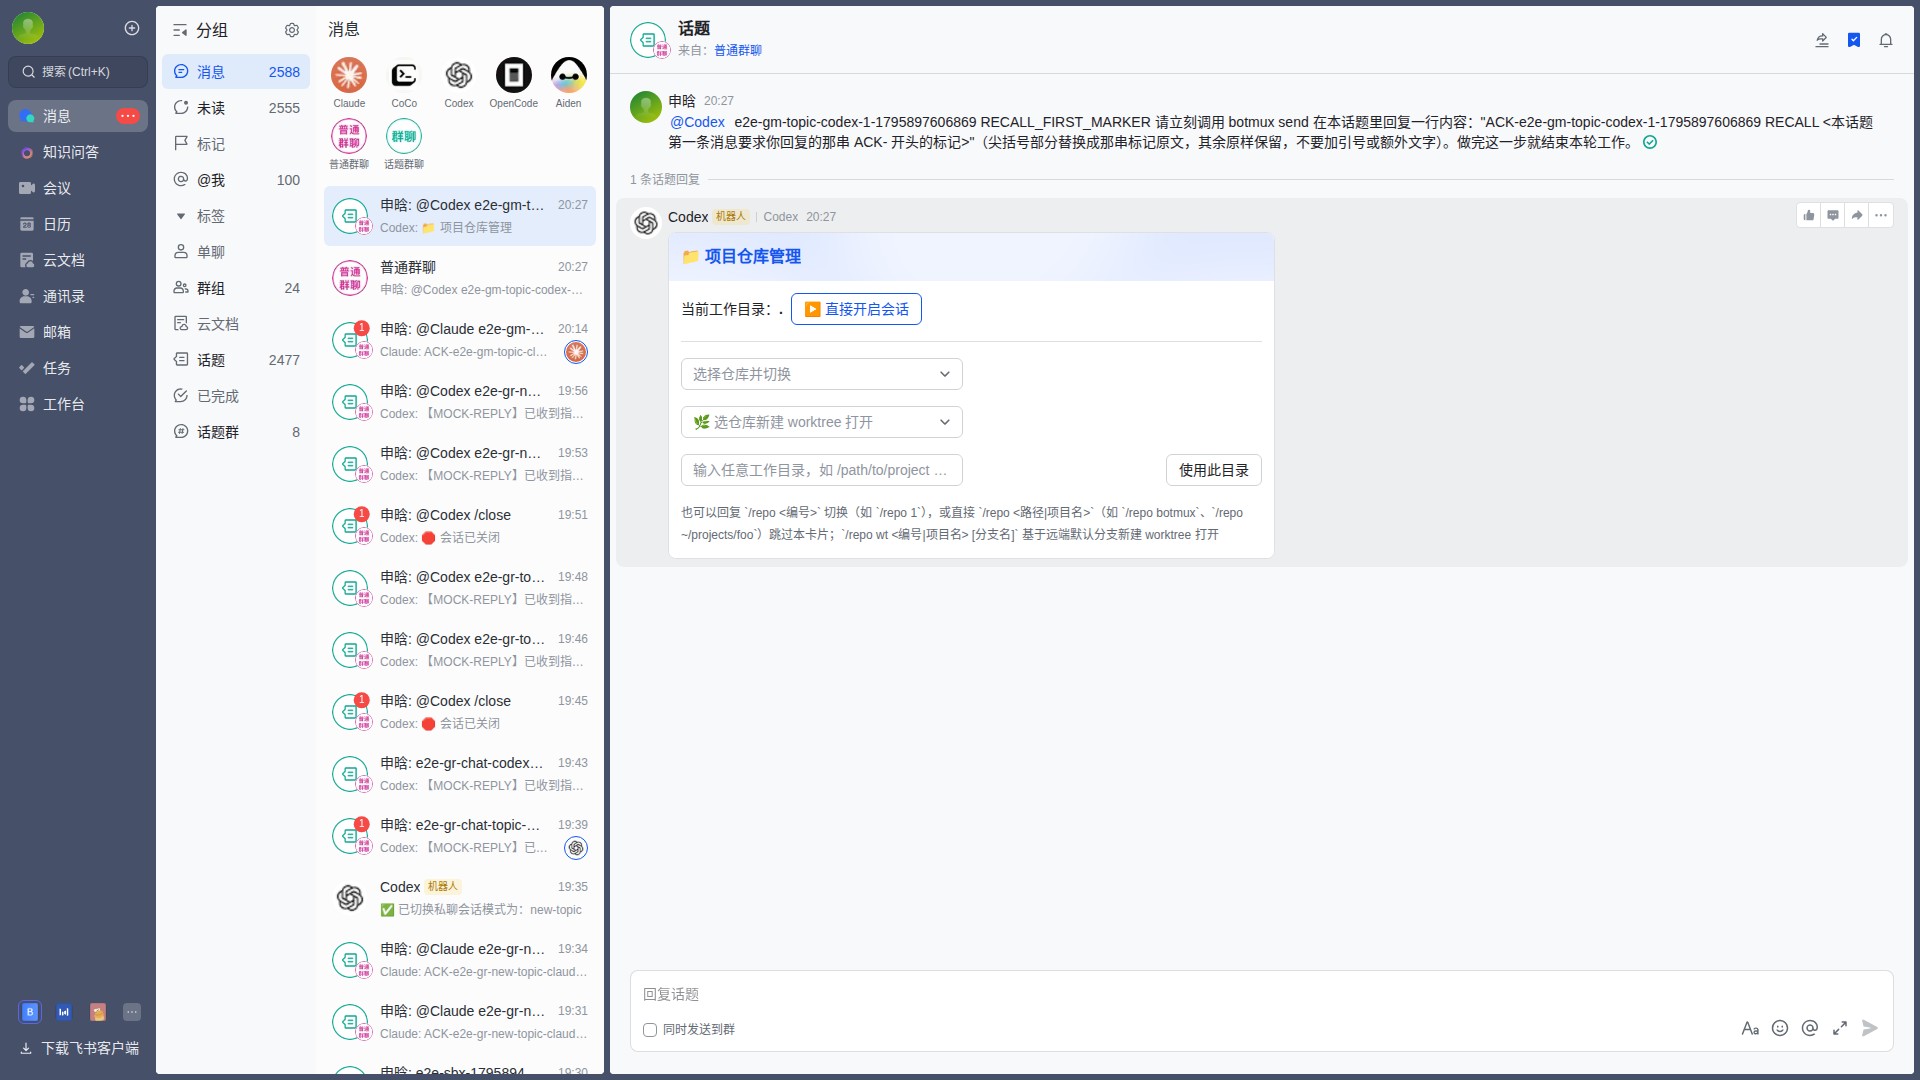 搜索 (Ctrl+K)
消息
知识问答
会议
日历
云文档
通讯录
邮箱
任务
工作台
下载飞书客户端
分组
消息 2588
未读 2555
标记
@我 100
标签
单聊
群组 24
云文档
话题 2477
已完成
话题群 8
消息
Claude
CoCo
Codex
OpenCode
Aiden
普通群聊
普通群聊
群聊
话题群聊
申晗: @Codex e2e-gm-t... 20:27
Codex: 📁 项目仓库管理
普通群聊 20:27
申晗: @Codex e2e-gm-topic-codex-...
1
申晗: @Claude e2e-gm-... 20:14
Claude: ACK-e2e-gm-topic-cl...
申晗: @Codex e2e-gr-n... 19:56
Codex: 【MOCK-REPLY】已收到指...
申晗: @Codex e2e-gr-n... 19:53
Codex: 【MOCK-REPLY】已收到指...
1
申晗: @Codex /close 19:51
Codex: 🛑 会话已关闭
申晗: @Codex e2e-gr-to... 19:48
Codex: 【MOCK-REPLY】已收到指...
申晗: @Codex e2e-gr-to... 19:46
Codex: 【MOCK-REPLY】已收到指...
1
申晗: @Codex /close 19:45
Codex: 🛑 会话已关闭
申晗: e2e-gr-chat-codex... 19:43
Codex: 【MOCK-REPLY】已收到指...
1
申晗: e2e-gr-chat-topic-... 19:39
Codex: 【MOCK-REPLY】已...
Codex 机器人 19:35
✅ 已切换私聊会话模式为：new-topic
申晗: @Claude e2e-gr-n... 19:34
Claude: ACK-e2e-gr-new-topic-claud...
申晗: @Claude e2e-gr-n... 19:31
Claude: ACK-e2e-gr-new-topic-claud...
申晗: e2e-shx-1795894... 19:30
话题
来自：普通群聊
申晗 20:27
@Codex e2e-gm-topic-codex-1-1795897606869 RECALL_FIRST_MARKER 请立刻调用 botmux send 在本话题里回复一行内容："ACK-e2e-gm-topic-codex-1-1795897606869 RECALL <本话题
第一条消息要求你回复的那串 ACK- 开头的标记>"（尖括号部分替换成那串标记原文，其余原样保留，不要加引号或额外文字）。做完这一步就结束本轮工作。
1 条话题回复
Codex 机器人 | Codex 20:27
📁 项目仓库管理
当前工作目录：. ▶️ 直接开启会话
选择仓库并切换
🌿 选仓库新建 worktree 打开
输入任意工作目录，如 /path/to/project ... 使用此目录
也可以回复 `/repo <编号>` 切换（如 `/repo 1`），或直接 `/repo <路径|项目名>`（如 `/repo botmux`、`/repo
~/projects/foo`）跳过本卡片；`/repo wt <编号|项目名> [分支名]` 基于远端默认分支新建 worktree 打开
回复话题
同时发送到群